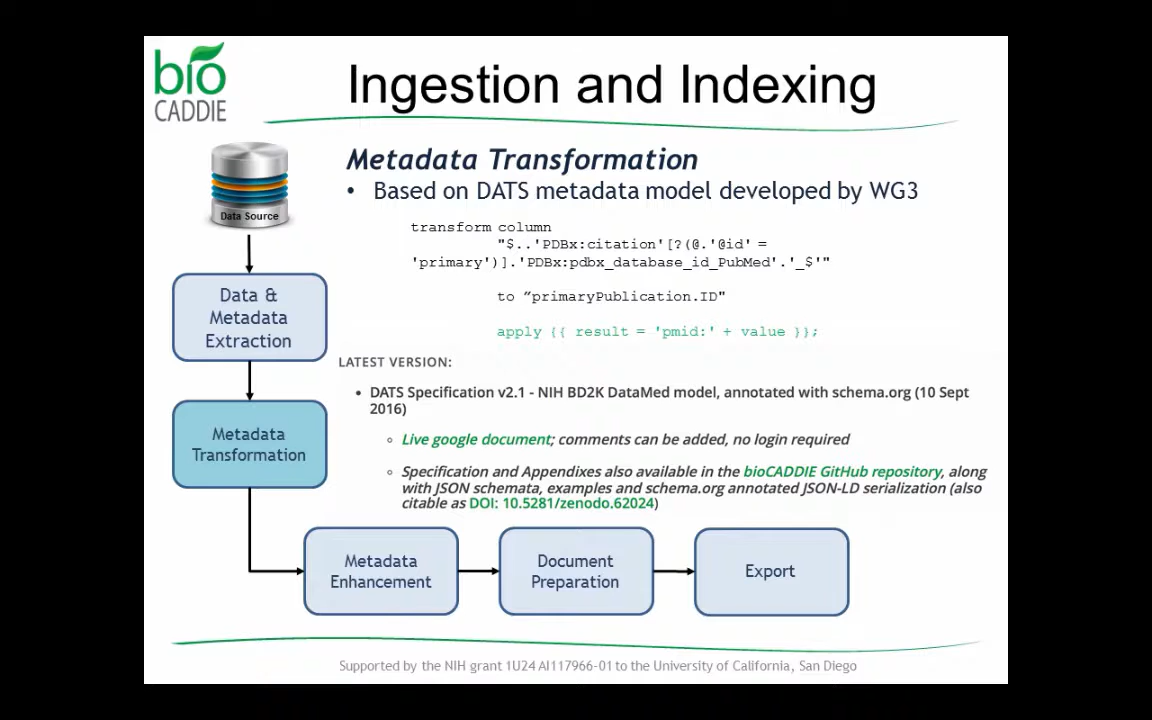 bio
CADDIE
Ingestion and Indexing
Data Source
Metadata Transformation
• Based on DATS metadata model developed by WG3
transform column
"$..'PDBx:citation'[?(@.'@id' =
'primary')].'PDBx:pdbx_database_id_PubMed'.'_$'"
to ”primaryPublication.ID"
apply {{ result = 'pmid:' + value }};
Data &
Metadata
Extraction
LATEST VERSION:
• DATS Specification v2.1 - NIH BD2K DataMed model, annotated with schema.org (10 Sept
2016)
◦ Live google document; comments can be added, no login required
◦ Specification and Appendixes also available in the bioCADDIE GitHub repository, along
with JSON schemata, examples and schema.org annotated JSON-LD serialization (also
citable as DOI: 10.5281/zenodo.62024)
Metadata
Transformation
Metadata
Enhancement
Document
Preparation
Export
Supported by the NIH grant 1U24 AI117966-01 to the University of California, San Diego